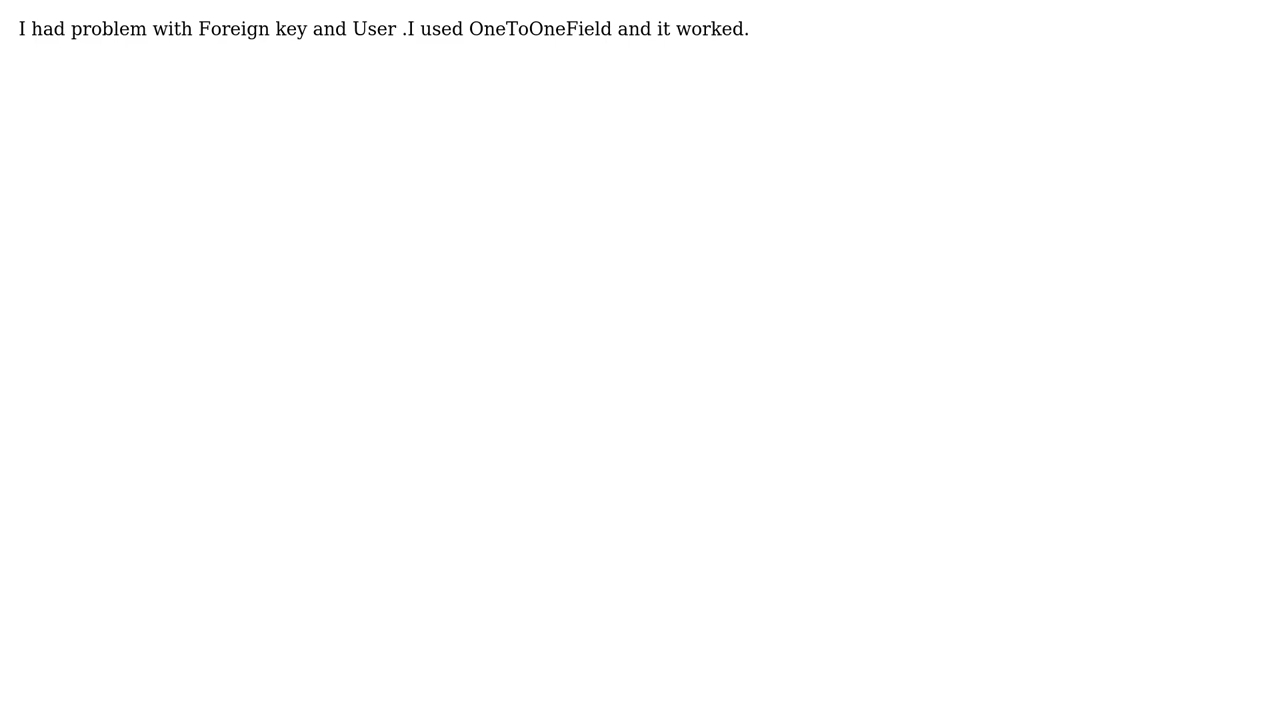 I had problem with Foreign key and User .I used OneToOneField and it worked.